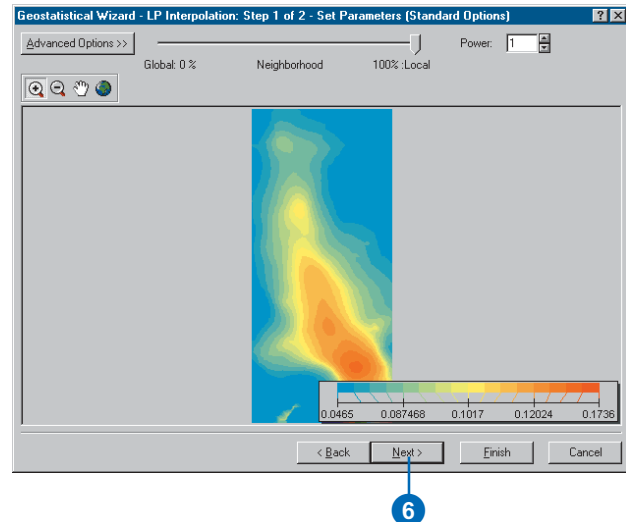 Geostatistical Wizard - LP Interpolation: Step 1 of 2 - Set Parameters (Standard Options)
Advanced Options >>
Power: 1
Global: 0 % Neighborhood 100% :Local
0.0465 0.087468 0.1017 0.12024 0.1736
< Back Next > Finish Cancel
6